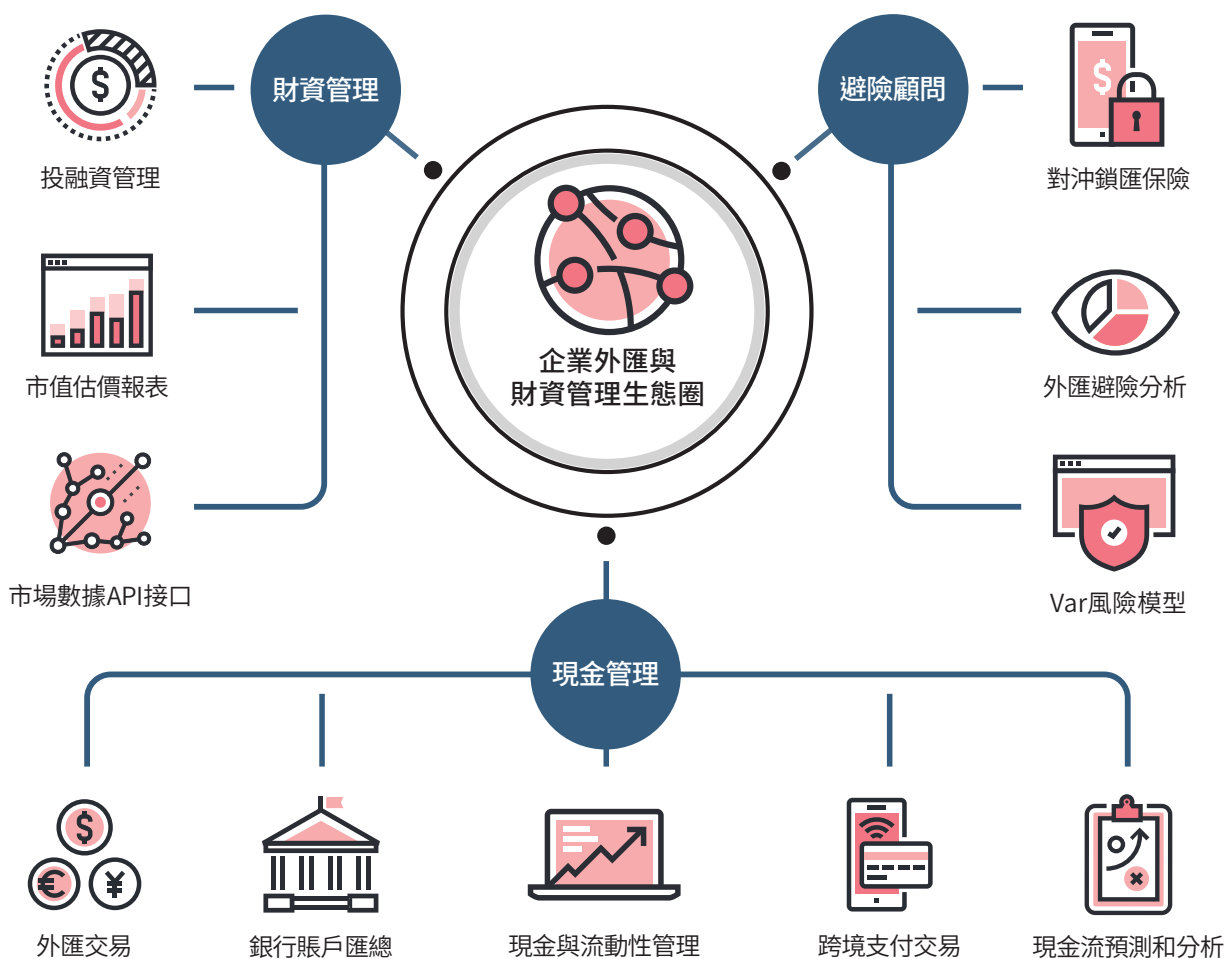 財資管理
避險顧問
投融資管理
對沖鎖匯保險
企業外匯與
財資管理生態圈
市值估價報表
外匯避險分析
市場數據API接口
Var風險模型
現金管理
外匯交易
銀行賬戶匯總
現金與流動性管理
跨境支付交易
現金流預測和分析